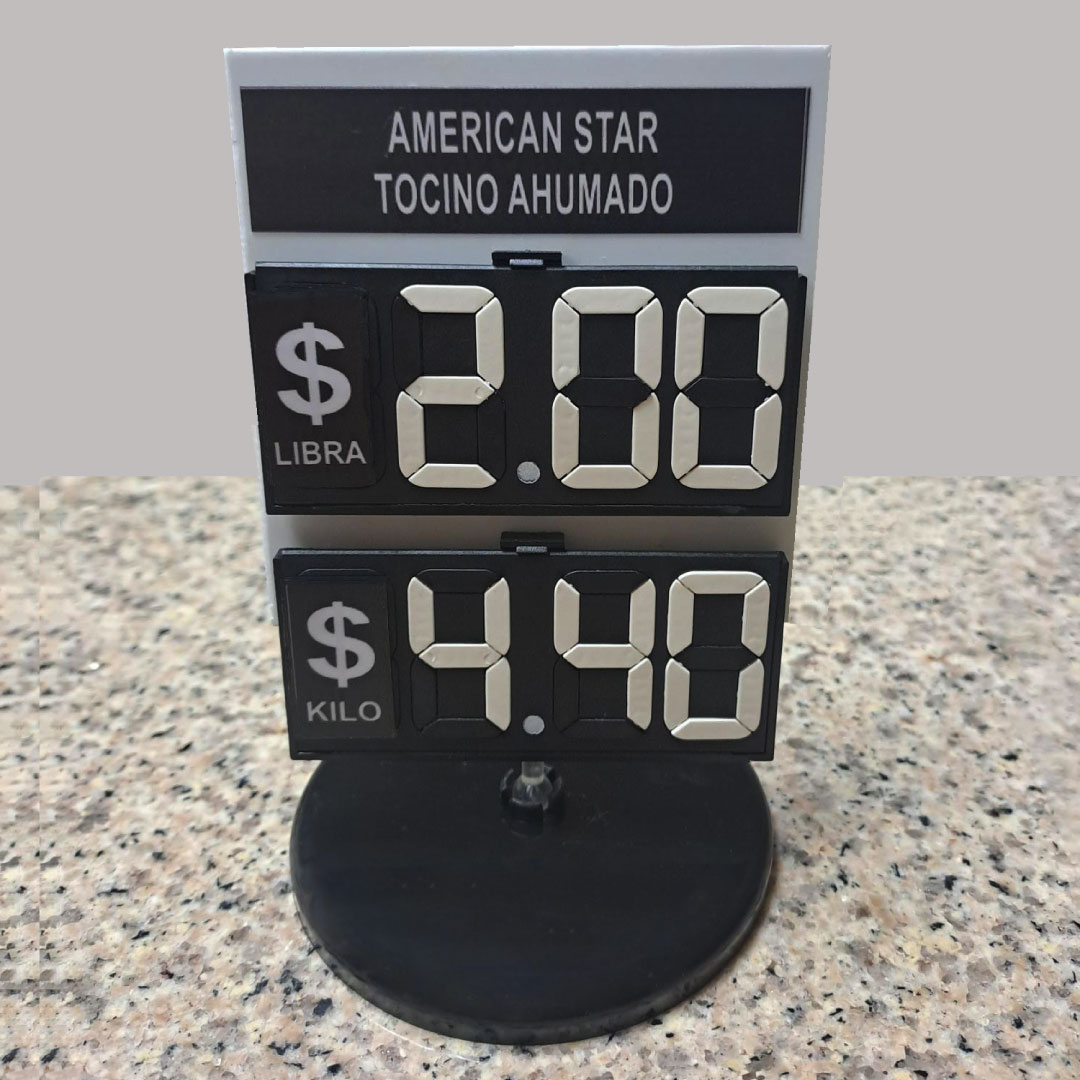 AMERICAN STAR
TOCINO AHUMADO
$ 2.00
LIBRA
$ 4.40
KILO